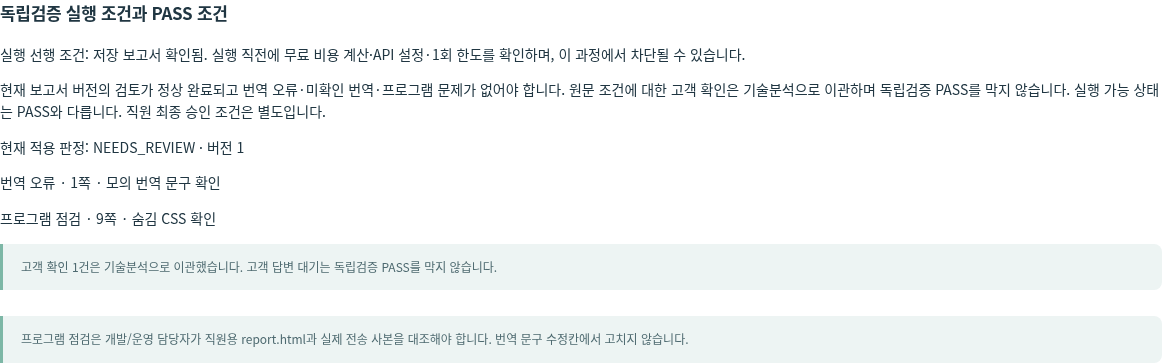 독립검증 실행 조건과 PASS 조건
실행 선행 조건: 저장 보고서 확인됨. 실행 직전에 무료 비용 계산·API 설정·1회 한도를 확인하며, 이 과정에서 차단될 수 있습니다.
현재 보고서 버전의 검토가 정상 완료되고 번역 오류·미확인 번역·프로그램 문제가 없어야 합니다. 원문 조건에 대한 고객 확인은 기술분석으로 이관하며 독립검증 PASS를 막지 않습니다. 실행 가능 상태
는 PASS와 다릅니다. 직원 최종 승인 조건은 별도입니다.
현재 적용 판정: NEEDS_REVIEW · 버전 1
번역 오류 · 1쪽 · 모의 번역 문구 확인
프로그램 점검 · 9쪽 · 숨김 CSS 확인
고객 확인 1건은 기술분석으로 이관했습니다. 고객 답변 대기는 독립검증 PASS를 막지 않습니다.
프로그램 점검은 개발/운영 담당자가 직원용 report.html과 실제 전송 사본을 대조해야 합니다. 번역 문구 수정칸에서 고치지 않습니다.